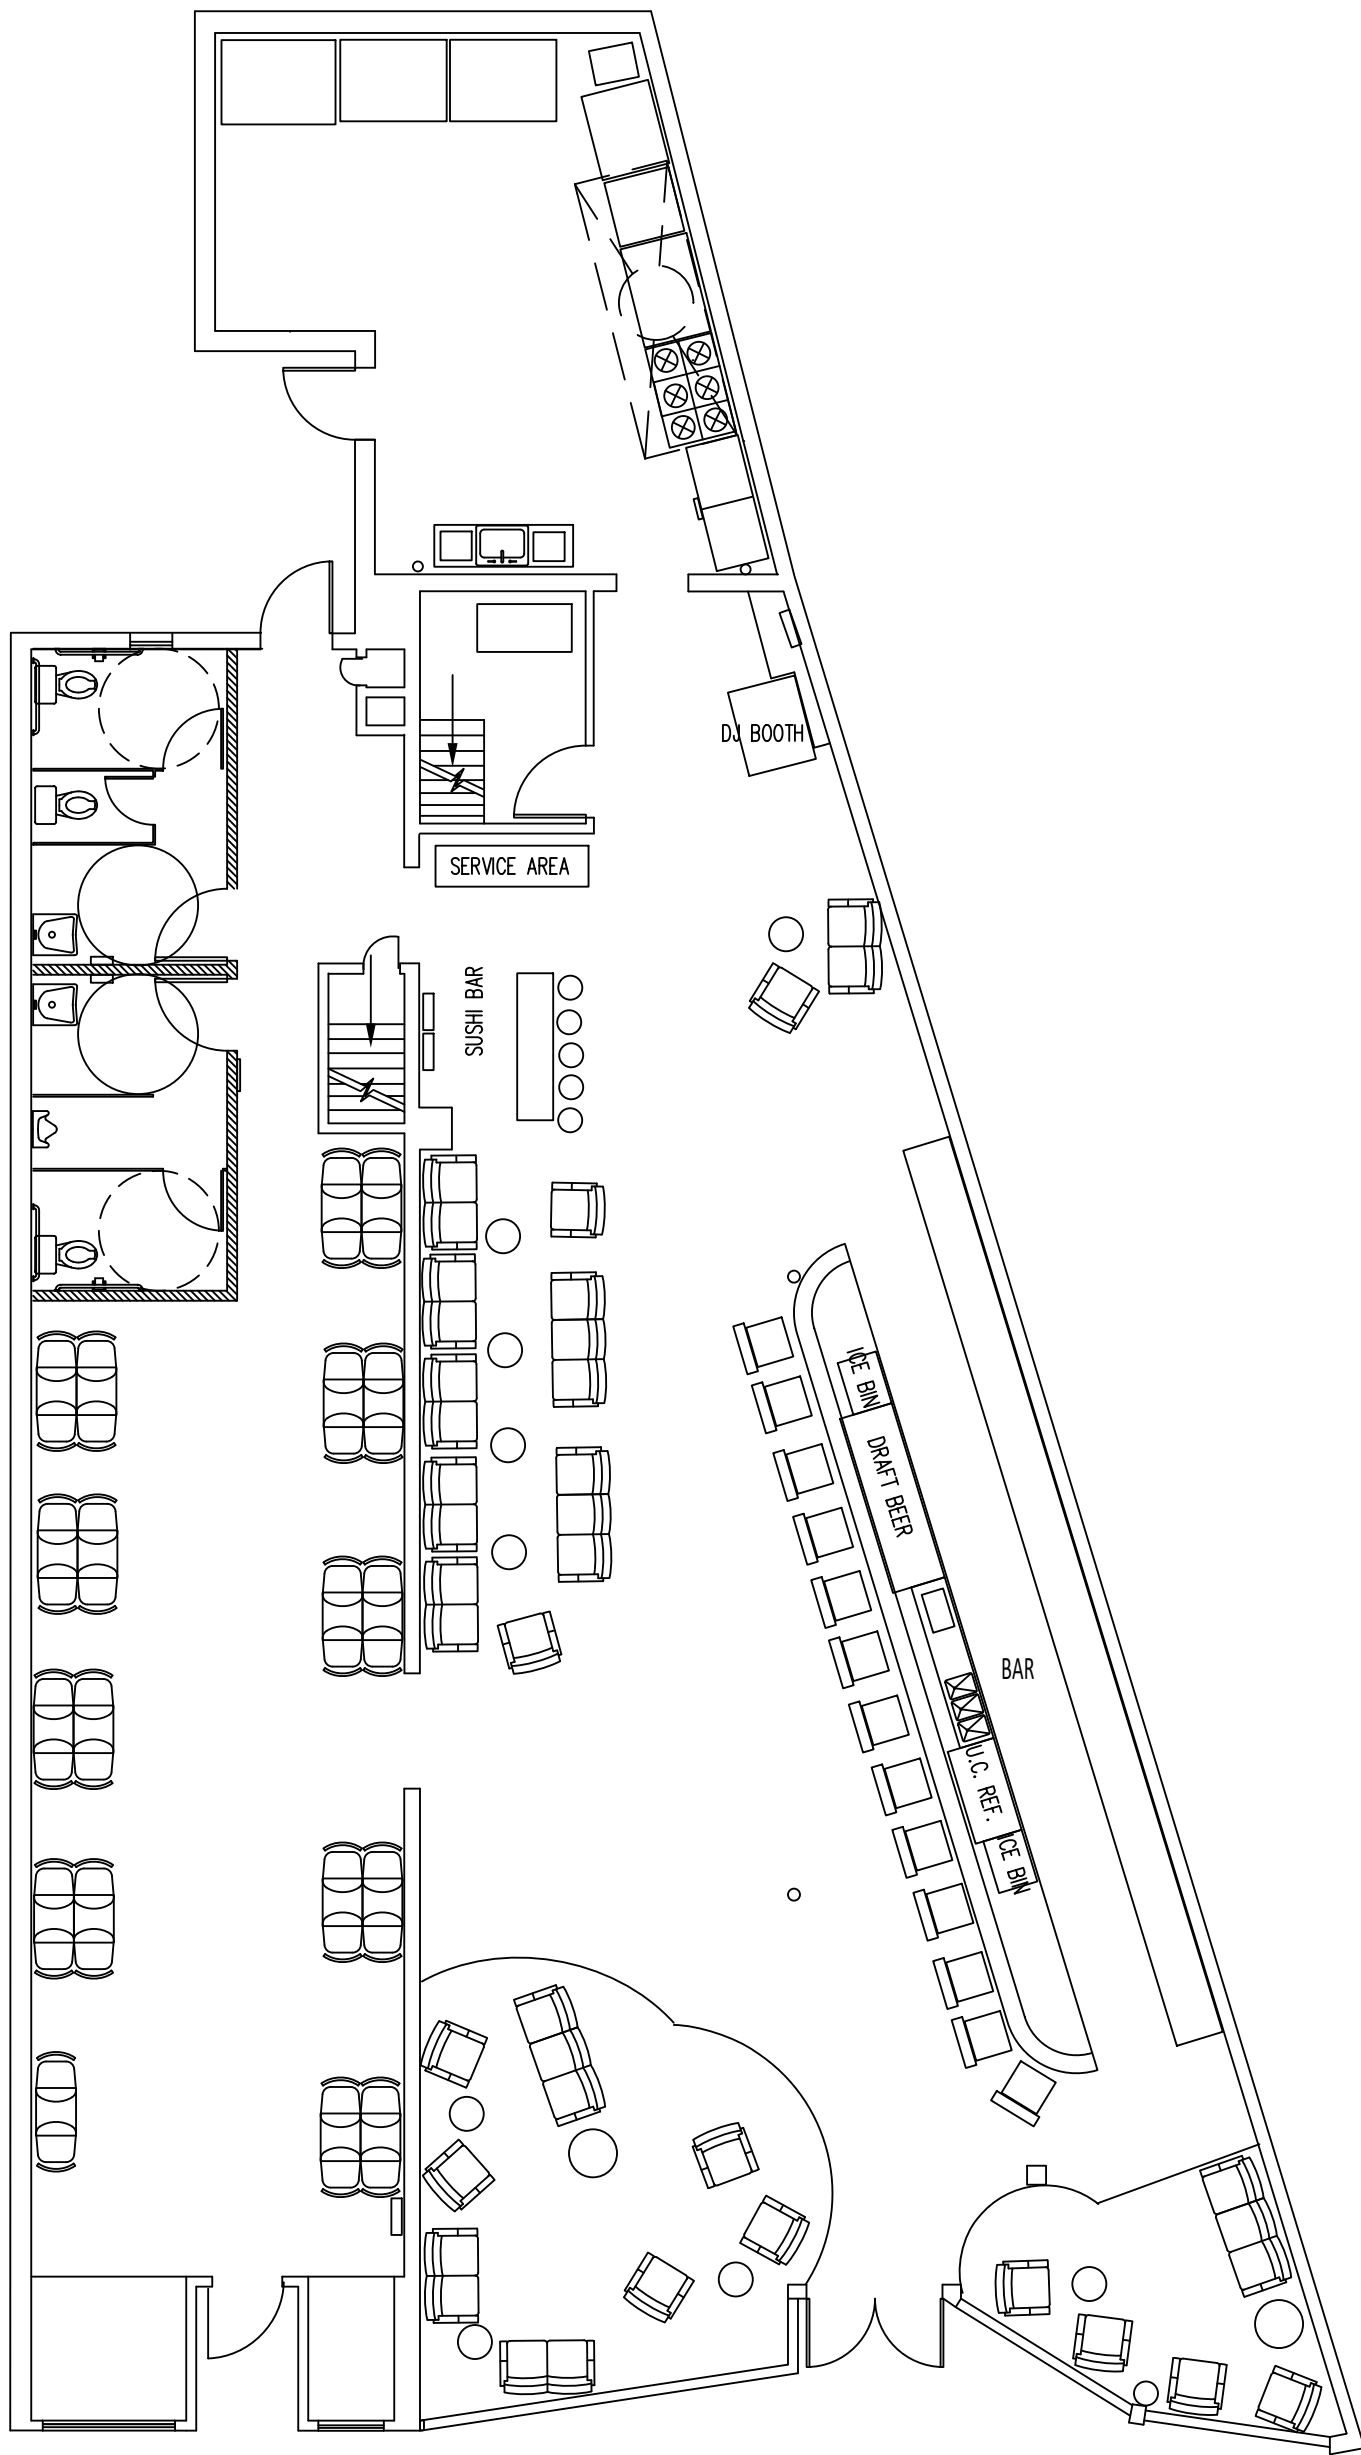 DJ BOOTH
SERVICE AREA
SUSHI BAR
ICE BIN
DRAFT BEER
BAR
U.C. REF.
ICE BIN